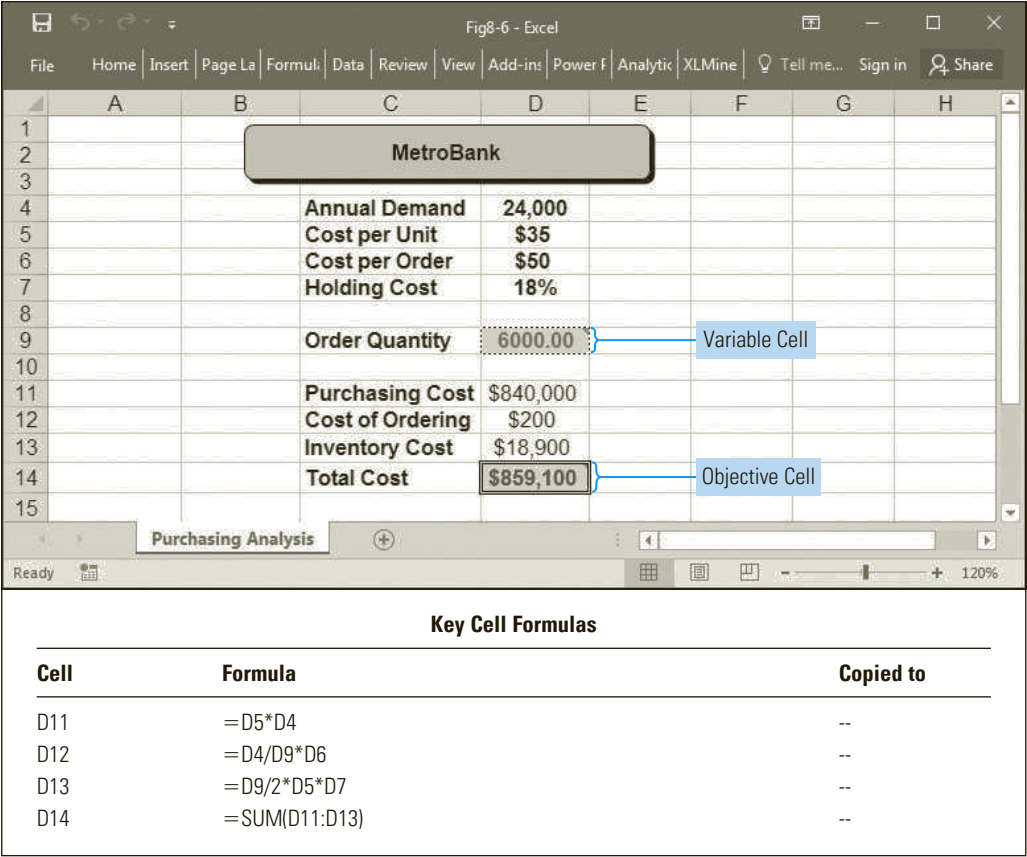 Fig8-6 - Excel
File Home Insert Page La Formul Data Review View Add-ins Power Analytic XLMine Tell me... Sign in Share
A B C D E F G H
1
2 MetroBank
3
4 Annual Demand 24,000
5 Cost per Unit $35
6 Cost per Order $50
7 Holding Cost 18%
8
9 Order Quantity 6000.00 Variable Cell
10
11 Purchasing Cost $840,000
12 Cost of Ordering $200
13 Inventory Cost $18,900
14 Total Cost $859,100 Objective Cell
15
Purchasing Analysis
Ready 120%
Key Cell Formulas
Cell Formula Copied to
D11 =D5*D4 --
D12 =D4/D9*D6 --
D13 =D9/2*D5*D7 --
D14 =SUM(D11:D13) --